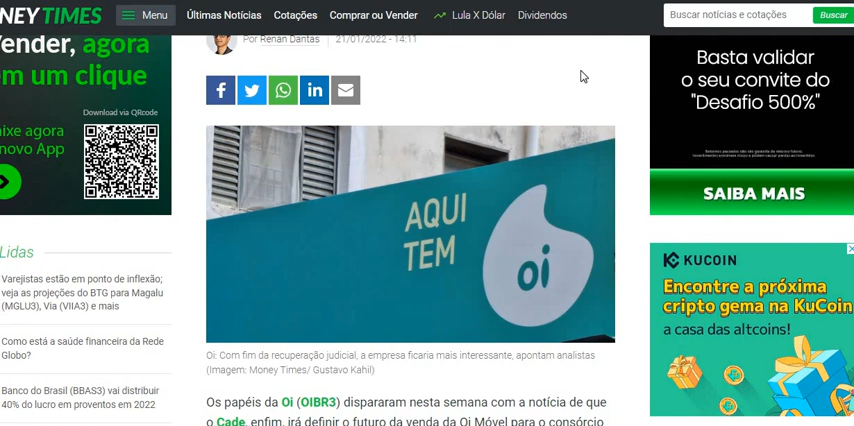 NEY TIMES
Menu
Últimas Notícias
Cotações
Comprar ou Vender
Lula X Dólar
Dividendos
Buscar notícias e cotações
Buscar
Vender, agora
em um clique
Download via QRcode
aixe agora
novo App
Lidas
Varejistas estão em ponto de inflexão;
veja as projeções do BTG para Magalu
(MGLU3), Via (VIIA3) e mais
Como está a saúde financeira da Rede
Globo?
Banco do Brasil (BBAS3) vai distribuir
40% do lucro em proventos em 2022
Por Renan Dantas
21/01/2022 - 14:11
AQUI
TEM
oi
Oi: Com fim da recuperação judicial, a empresa ficaria mais interessante, apontam analistas
(Imagem: Money Times/ Gustavo Kahil)
Os papéis da Oi (OIBR3) dispararam nesta semana com a notícia de que
o Cade, enfim, irá definir o futuro da venda da Oi Móvel para o consórcio
Basta validar
o seu convite do
"Desafio 500%"
SAIBA MAIS
KUCOIN
Encontre a próxima
cripto gema na KuCoin
a casa das altcoins!